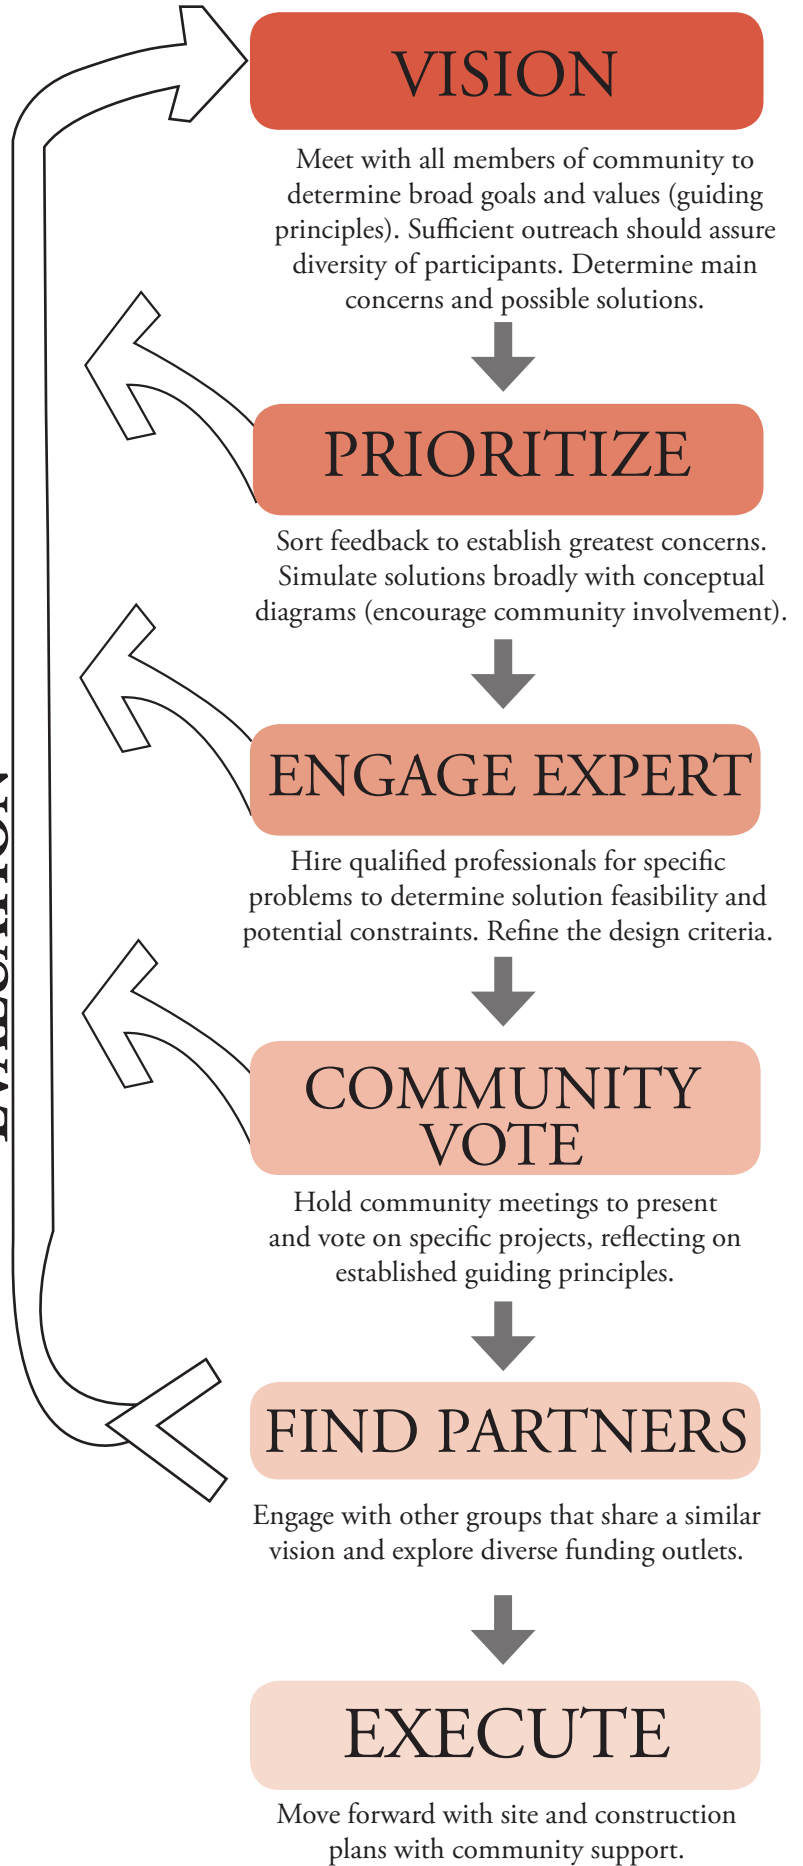 VISION
Meet with all members of community to
determine broad goals and values (guiding
principles). Sufficient outreach should assure
diversity of participants. Determine main
concerns and possible solutions.
PRIORITIZE
Sort feedback to establish greatest concerns.
Simulate solutions broadly with conceptual
diagrams (encourage community involvement).
ENGAGE EXPERT
Hire qualified professionals for specific
problems to determine solution feasibility and
potential constraints. Refine the design criteria.
COMMUNITY
VOTE
Hold community meetings to present
and vote on specific projects, reflecting on
established guiding principles.
FIND PARTNERS
Engage with other groups that share a similar
vision and explore diverse funding outlets.
EXECUTE
Move forward with site and construction
plans with community support.
EVALUATION